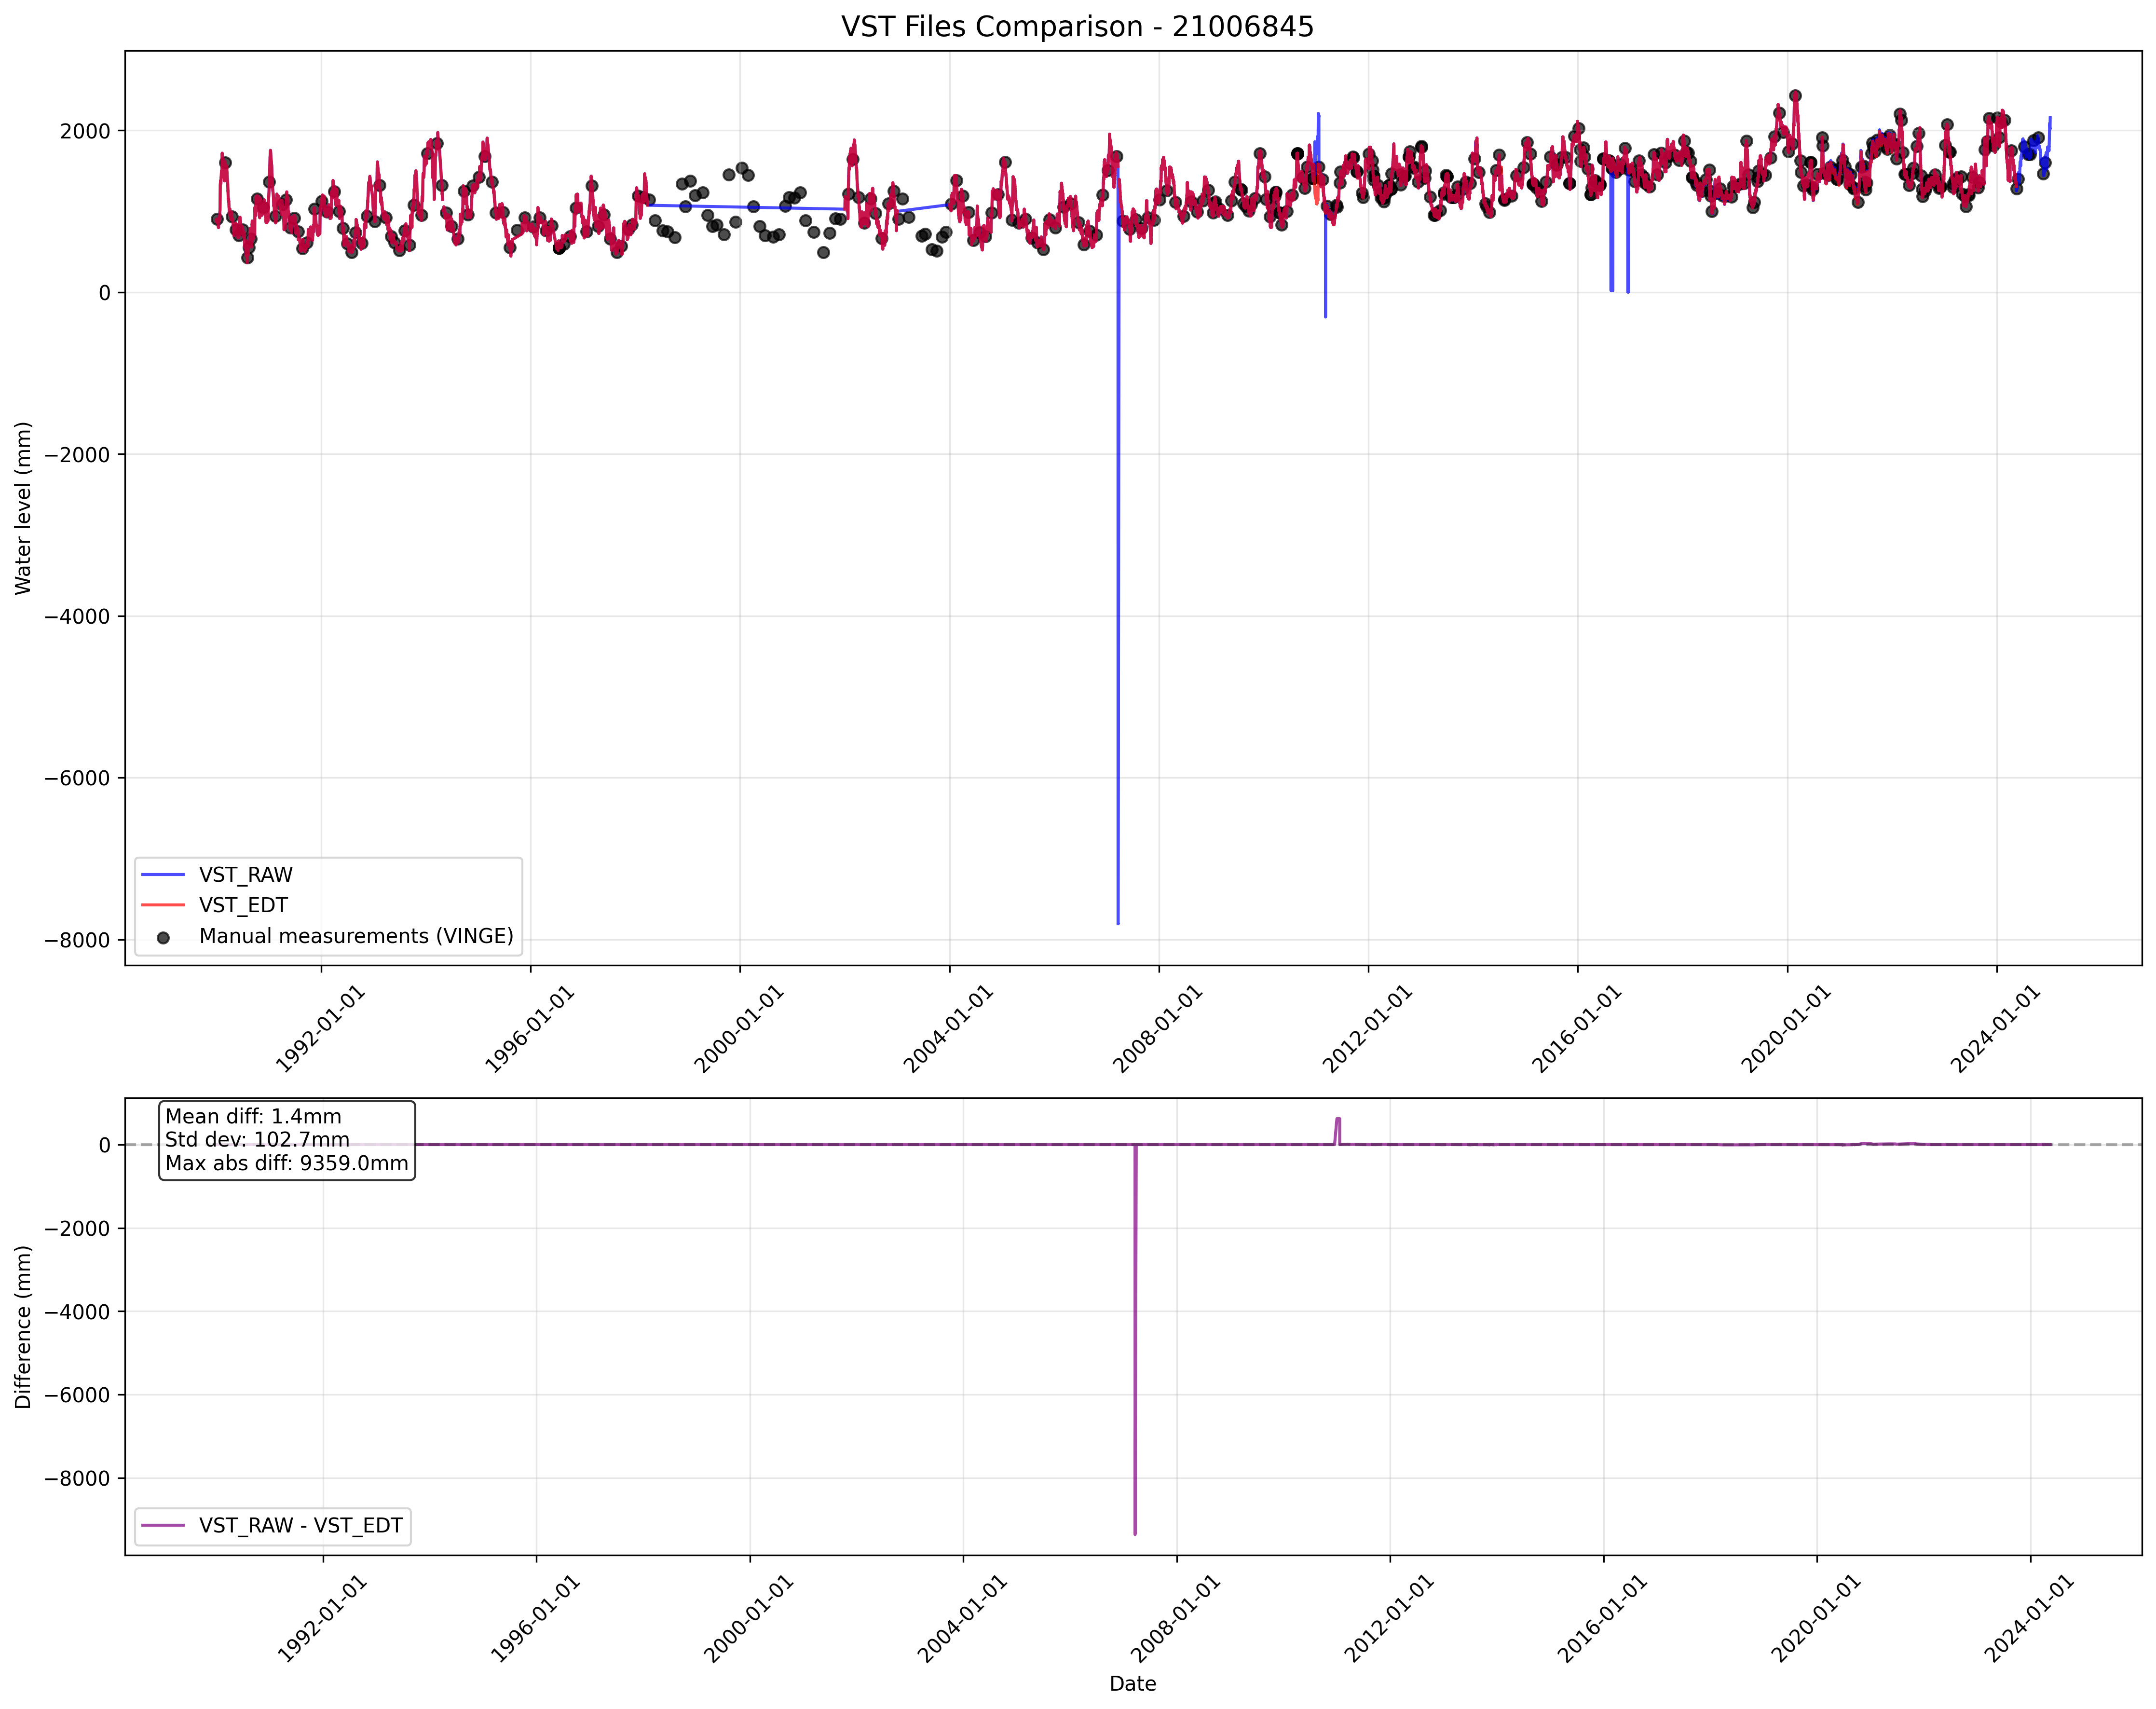 VST Files Comparison - 21006845
Water level (mm)
2000
0
−2000
−4000
−6000
−8000
VST_RAW
VST_EDT
Manual measurements (VINGE)
1992-01-01
1996-01-01
2000-01-01
2004-01-01
2008-01-01
2012-01-01
2016-01-01
2020-01-01
2024-01-01
Difference (mm)
0
−2000
−4000
−6000
−8000
Mean diff: 1.4mm
Std dev: 102.7mm
Max abs diff: 9359.0mm
VST_RAW - VST_EDT
1992-01-01
1996-01-01
2000-01-01
2004-01-01
2008-01-01
2012-01-01
2016-01-01
2020-01-01
2024-01-01
Date